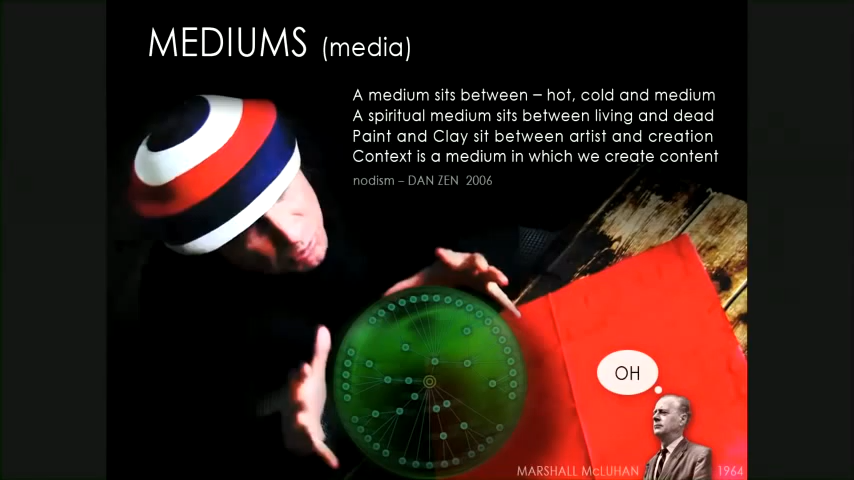 MEDIUMS (media)
A medium sits between – hot, cold and medium
A spiritual medium sits between living and dead
Paint and Clay sit between artist and creation
Context is a medium in which we create content
nodism – DAN ZEN 2006
OH
MARSHALL McLUHAN 1964